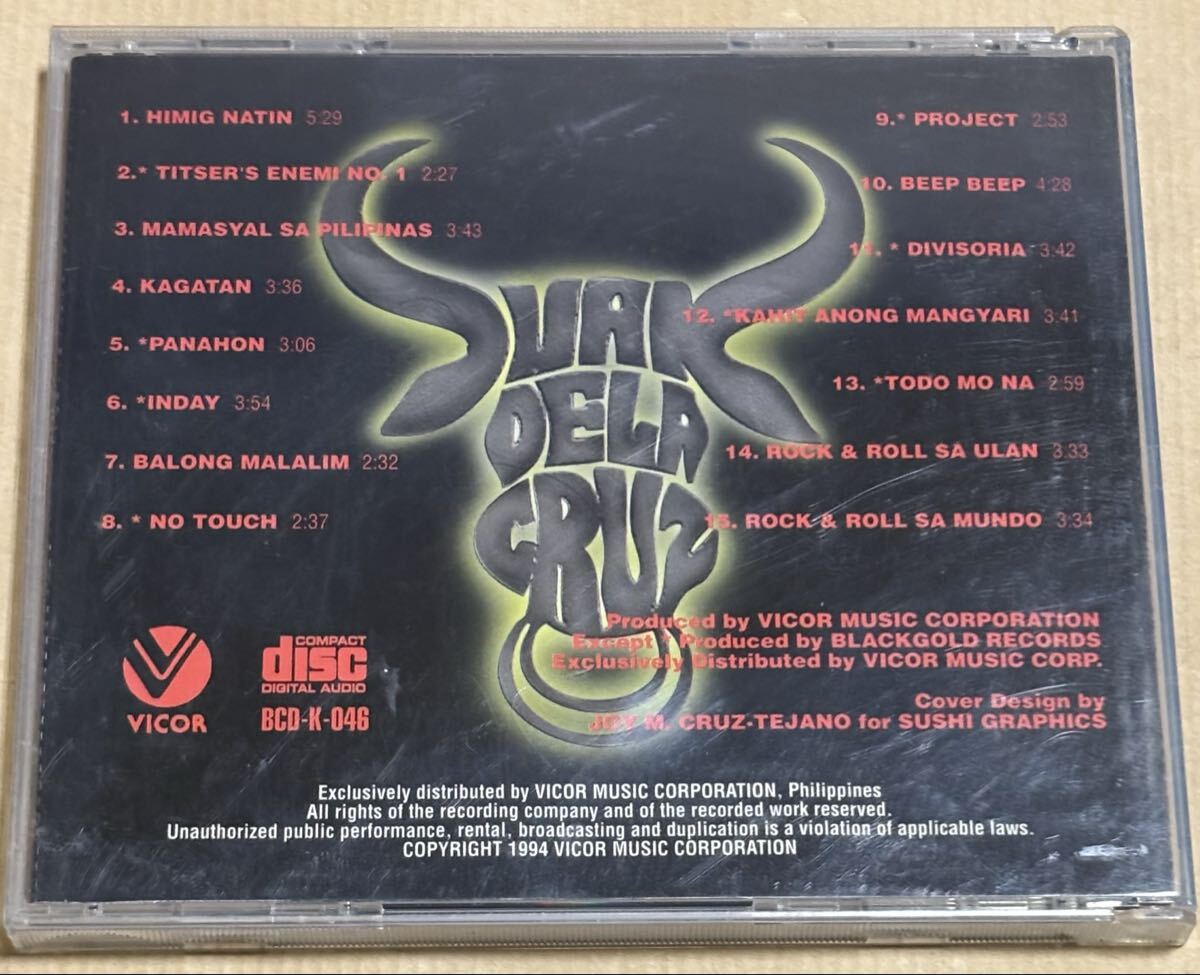 1. HIMIG NATIN 5:29
2.* TITSER'S ENEMI NO. 1 2:27
3. MAMASYAL SA PILIPINAS 3:43
4. KAGATAN 3:36
5. *PANAHON 3:06
6. *INDAY 3:54
7. BALONG MALALIM 2:32
8. * NO TOUCH 2:37
9.* PROJECT 2:53
10. BEEP BEEP 4:28
11. * DIVISORIA 3:42
12. *KAHIT ANONG MANGYARI 3:41
13. *TODO MO NA 2:59
14. ROCK & ROLL SA ULAN 3:33
15. ROCK & ROLL SA MUNDO 3:34
JUAN
DELA
CRUZ
Produced by VICOR MUSIC CORPORATION
Except * Produced by BLACKGOLD RECORDS
Exclusively Distributed by VICOR MUSIC CORP.
Cover Design by
M. CRUZ-TEJANO for SUSHI GRAPHICS
VICOR
COMPACT
disc
DIGITAL AUDIO
BCD-K-046
Exclusively distributed by VICOR MUSIC CORPORATION, Philippines
All rights of the recording company and of the recorded work reserved.
Unauthorized public performance, rental, broadcasting and duplication is a violation of applicable laws.
COPYRIGHT 1994 VICOR MUSIC CORPORATION